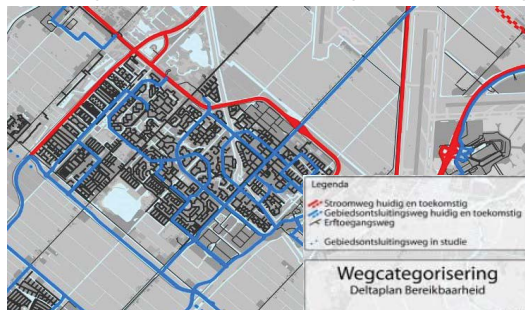 Legenda
Stroomweg huidig en toekomstig
Gebiedsontsluitingsweg huidig en toekomstig
Erftoegangsweg
Gebiedsontsluitingsweg in studie
Wegcategorisering
Deltaplan Bereikbaarheid